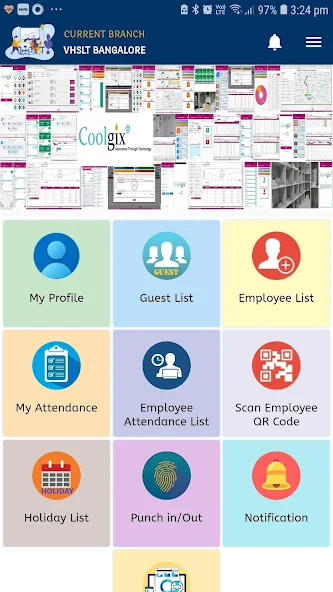 97% 3:24 pm
CURRENT BRANCH
VHSLT BANGALORE
Coolgix
Assurance Through Technology
My Profile
GUEST
Guest List
Employee List
My Attendance
Employee
Attendance List
Scan Employee
QR Code
HOLIDAY
Holiday List
Punch in/Out
Notification